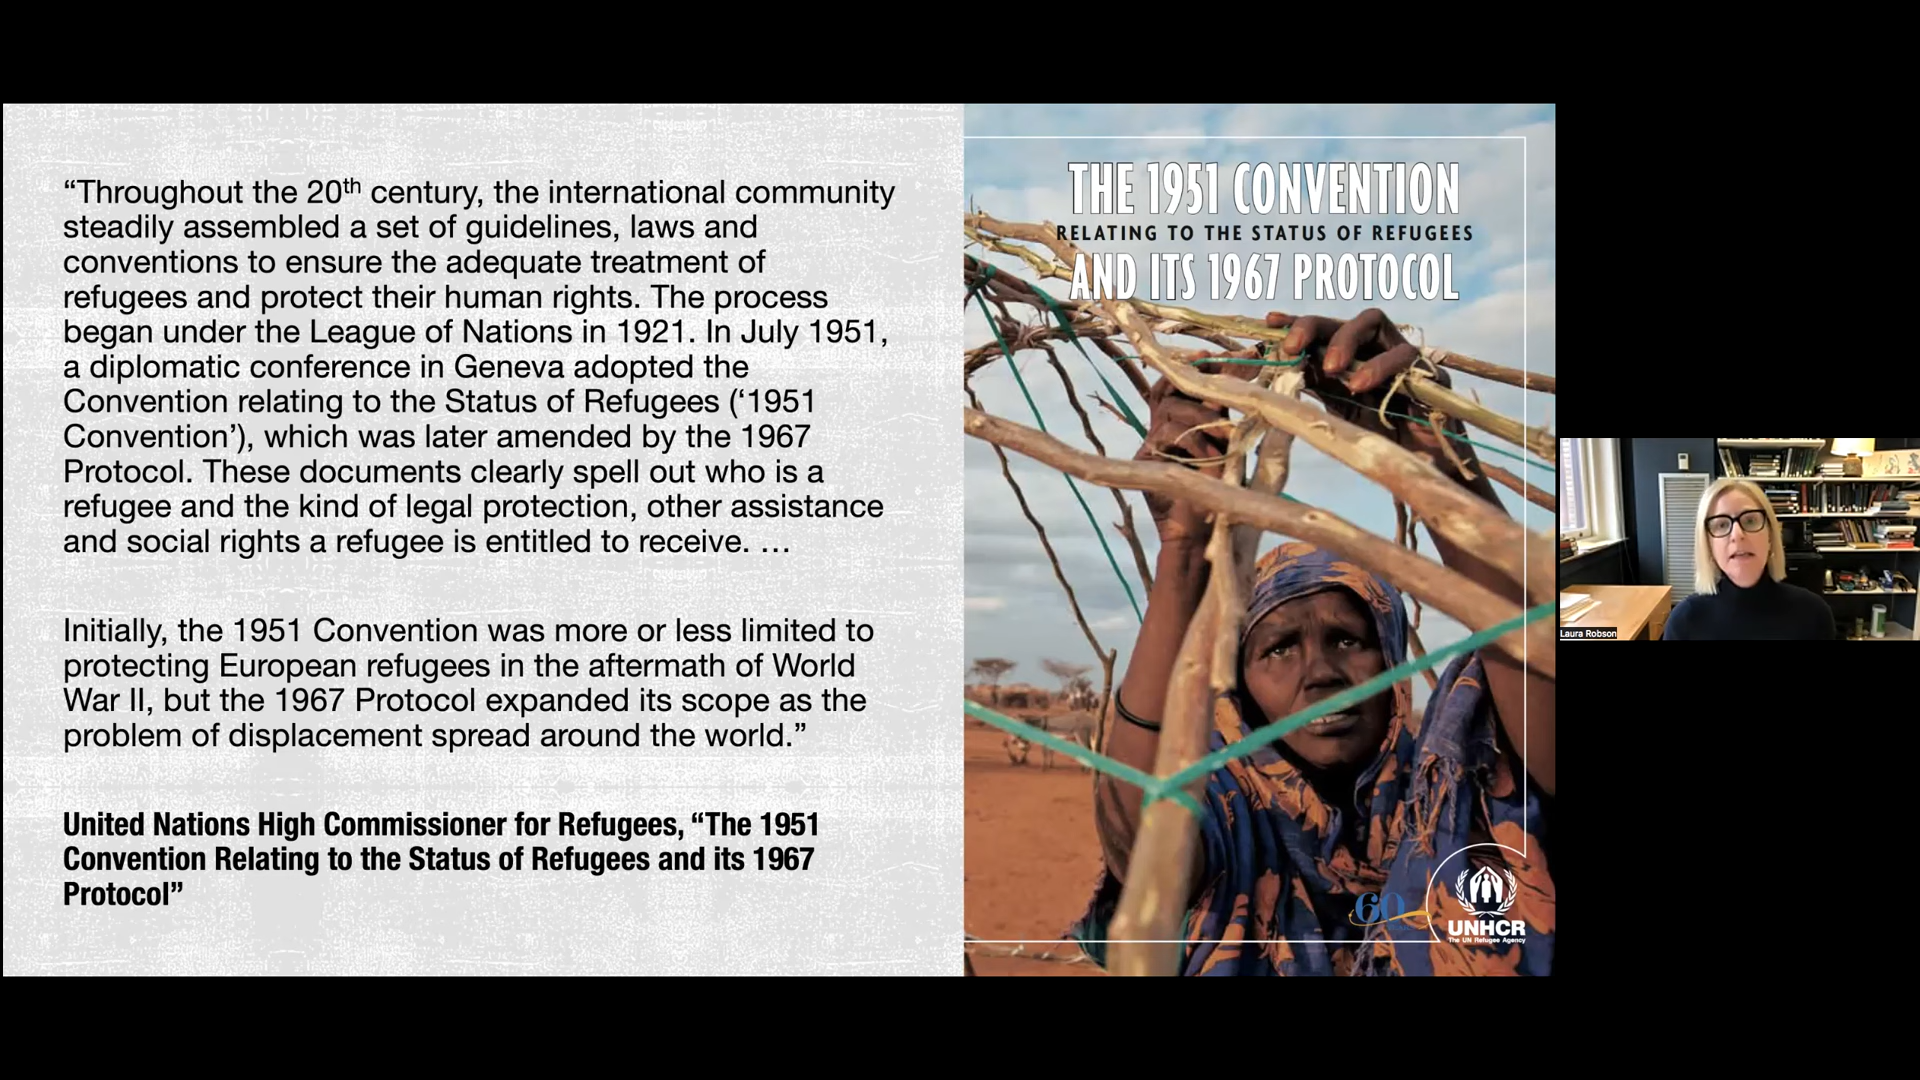 “Throughout the 20th century, the international community
steadily assembled a set of guidelines, laws and
conventions to ensure the adequate treatment of
refugees and protect their human rights. The process
began under the League of Nations in 1921. In July 1951,
a diplomatic conference in Geneva adopted the
Convention relating to the Status of Refugees (‘1951
Convention’), which was later amended by the 1967
Protocol. These documents clearly spell out who is a
refugee and the kind of legal protection, other assistance
and social rights a refugee is entitled to receive. …
Initially, the 1951 Convention was more or less limited to
protecting European refugees in the aftermath of World
War II, but the 1967 Protocol expanded its scope as the
problem of displacement spread around the world.”
United Nations High Commissioner for Refugees, “The 1951
Convention Relating to the Status of Refugees and its 1967
Protocol”
THE 1951 CONVENTION
RELATING TO THE STATUS OF REFUGEES
AND ITS 1967 PROTOCOL
60
UNHCR
The UN Refugee Agency
Laura Robson